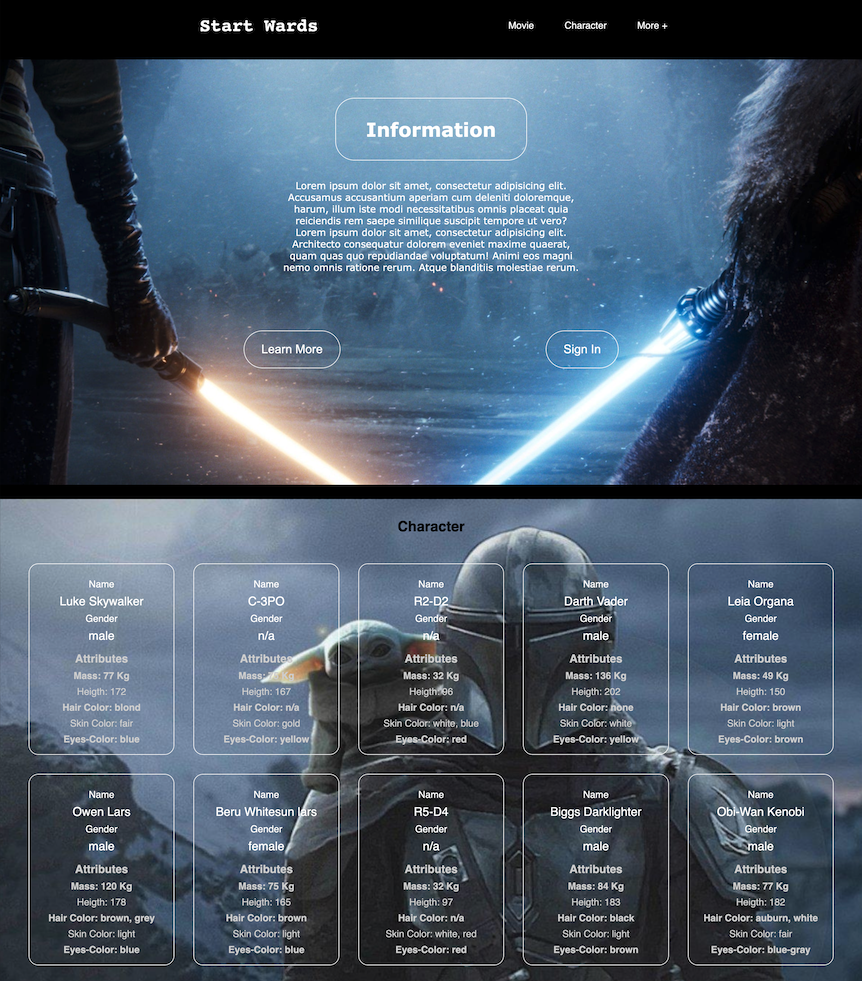 Start Wards
Movie
Character
More +
Information
Lorem ipsum dolor sit amet, consectetur adipisicing elit.
Accusamus accusantium aperiam cum deleniti doloremque,
harum, illum iste modi necessitatibus omnis placeat quia
reiciendis rem saepe similique suscipit tempore ut vero?
Lorem ipsum dolor sit amet, consectetur adipisicing elit.
Architecto consequatur dolorem eveniet maxime quaerat,
quam quas quo repudiandae voluptatum! Animi eos magni
nemo omnis ratione rerum. Atque blanditiis molestiae rerum.
Learn More
Sign In
Character
Name
Luke Skywalker
Gender
male
Attributes
Mass: 77 Kg
Heigth: 172
Hair Color: blond
Skin Color: fair
Eyes-Color: blue
Name
C-3PO
Gender
n/a
Attributes
Mass: Kg
Heigth: 167
Hair Color: n/a
Skin Color: gold
Eyes-Color: yellow
Name
R2-D2
Gender
n/a
Attributes
Mass: 32 Kg
Heigth: 96
Hair Color: n/a
Skin Color: white, blue
Eyes-Color: red
Name
Darth Vader
Gender
male
Attributes
Mass: 136 Kg
Heigth: 202
Hair Color: none
Skin Color: white
Eyes-Color: yellow
Name
Leia Organa
Gender
female
Attributes
Mass: 49 Kg
Heigth: 150
Hair Color: brown
Skin Color: light
Eyes-Color: brown
Name
Owen Lars
Gender
male
Attributes
Mass: 120 Kg
Heigth: 178
Hair Color: brown, grey
Skin Color: light
Eyes-Color: blue
Name
Beru Whitesun lars
Gender
female
Attributes
Mass: 75 Kg
Heigth: 165
Hair Color: brown
Skin Color: light
Eyes-Color: blue
Name
R5-D4
Gender
n/a
Attributes
Mass: 32 Kg
Heigth: 97
Hair Color: n/a
Skin Color: white, red
Eyes-Color: red
Name
Biggs Darklighter
Gender
male
Attributes
Mass: 84 Kg
Heigth: 183
Hair Color: black
Skin Color: light
Eyes-Color: brown
Name
Obi-Wan Kenobi
Gender
male
Attributes
Mass: 77 Kg
Heigth: 182
Hair Color: auburn, white
Skin Color: fair
Eyes-Color: blue-gray